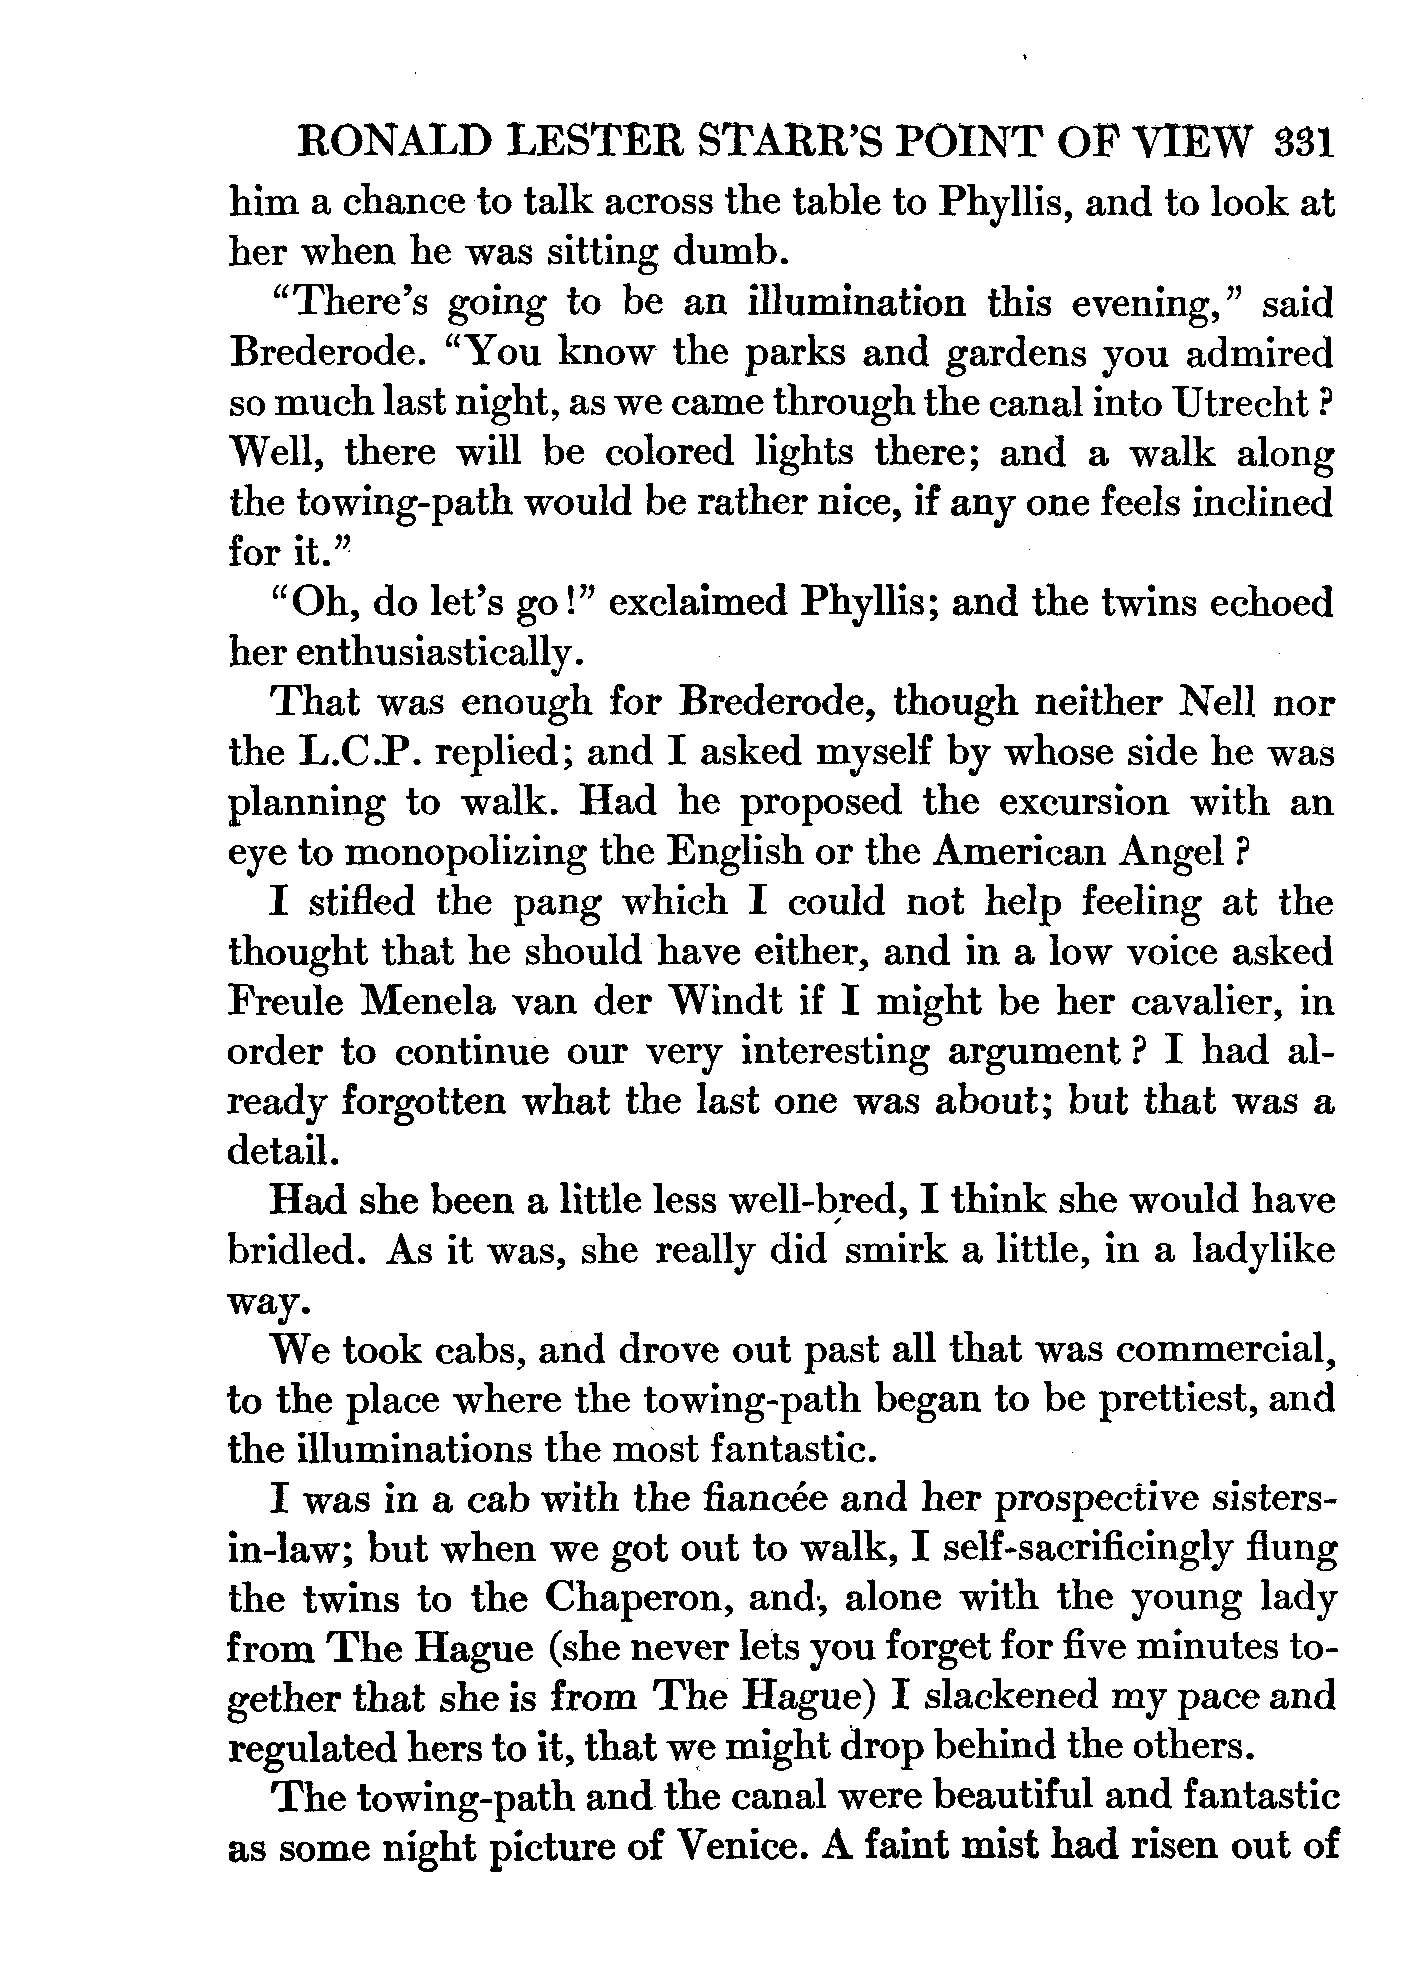 RONALD LESTER STARR'S POINT OF VIEW 331
him a chance to talk across the table to Phyllis, and to look at
her when he was sitting dumb.
"There's going to be an illumination this evening," said
Brederode. "You know the parks and gardens you admired
so much last night, as we came through the canal into Utrecht?
Well, there will be colored lights there; and a walk along
the towing-path would be rather nice, if any one feels inclined
for it."
"Oh, do let's go!" exclaimed Phyllis; and the twins echoed
her enthusiastically.
That was enough for Brederode, though neither Nell nor
the L.C.P. replied; and I asked myself by whose side he was
planning to walk. Had he proposed the excursion with an
eye to monopolizing the English or the American Angel?
I stifled the pang which I could not help feeling at the
thought that he should have either, and in a low voice asked
Freule Menela van der Windt if I might be her cavalier, in
order to continue our very interesting argument? I had al-
ready forgotten what the last one was about; but that was a
detail.
Had she been a little less well-bred, I think she would have
bridled. As it was, she really did smirk a little, in a ladylike
way.
We took cabs, and drove out past all that was commercial,
to the place where the towing-path began to be prettiest, and
the illuminations the most fantastic.
I was in a cab with the fiancée and her prospective sisters-
in-law; but when we got out to walk, I self-sacrificingly flung
the twins to the Chaperon, and, alone with the young lady
from The Hague (she never lets you forget for five minutes to-
gether that she is from The Hague) I slackened my pace and
regulated hers to it, that we might drop behind the others.
The towing-path and the canal were beautiful and fantastic
as some night picture of Venice. A faint mist had risen out of